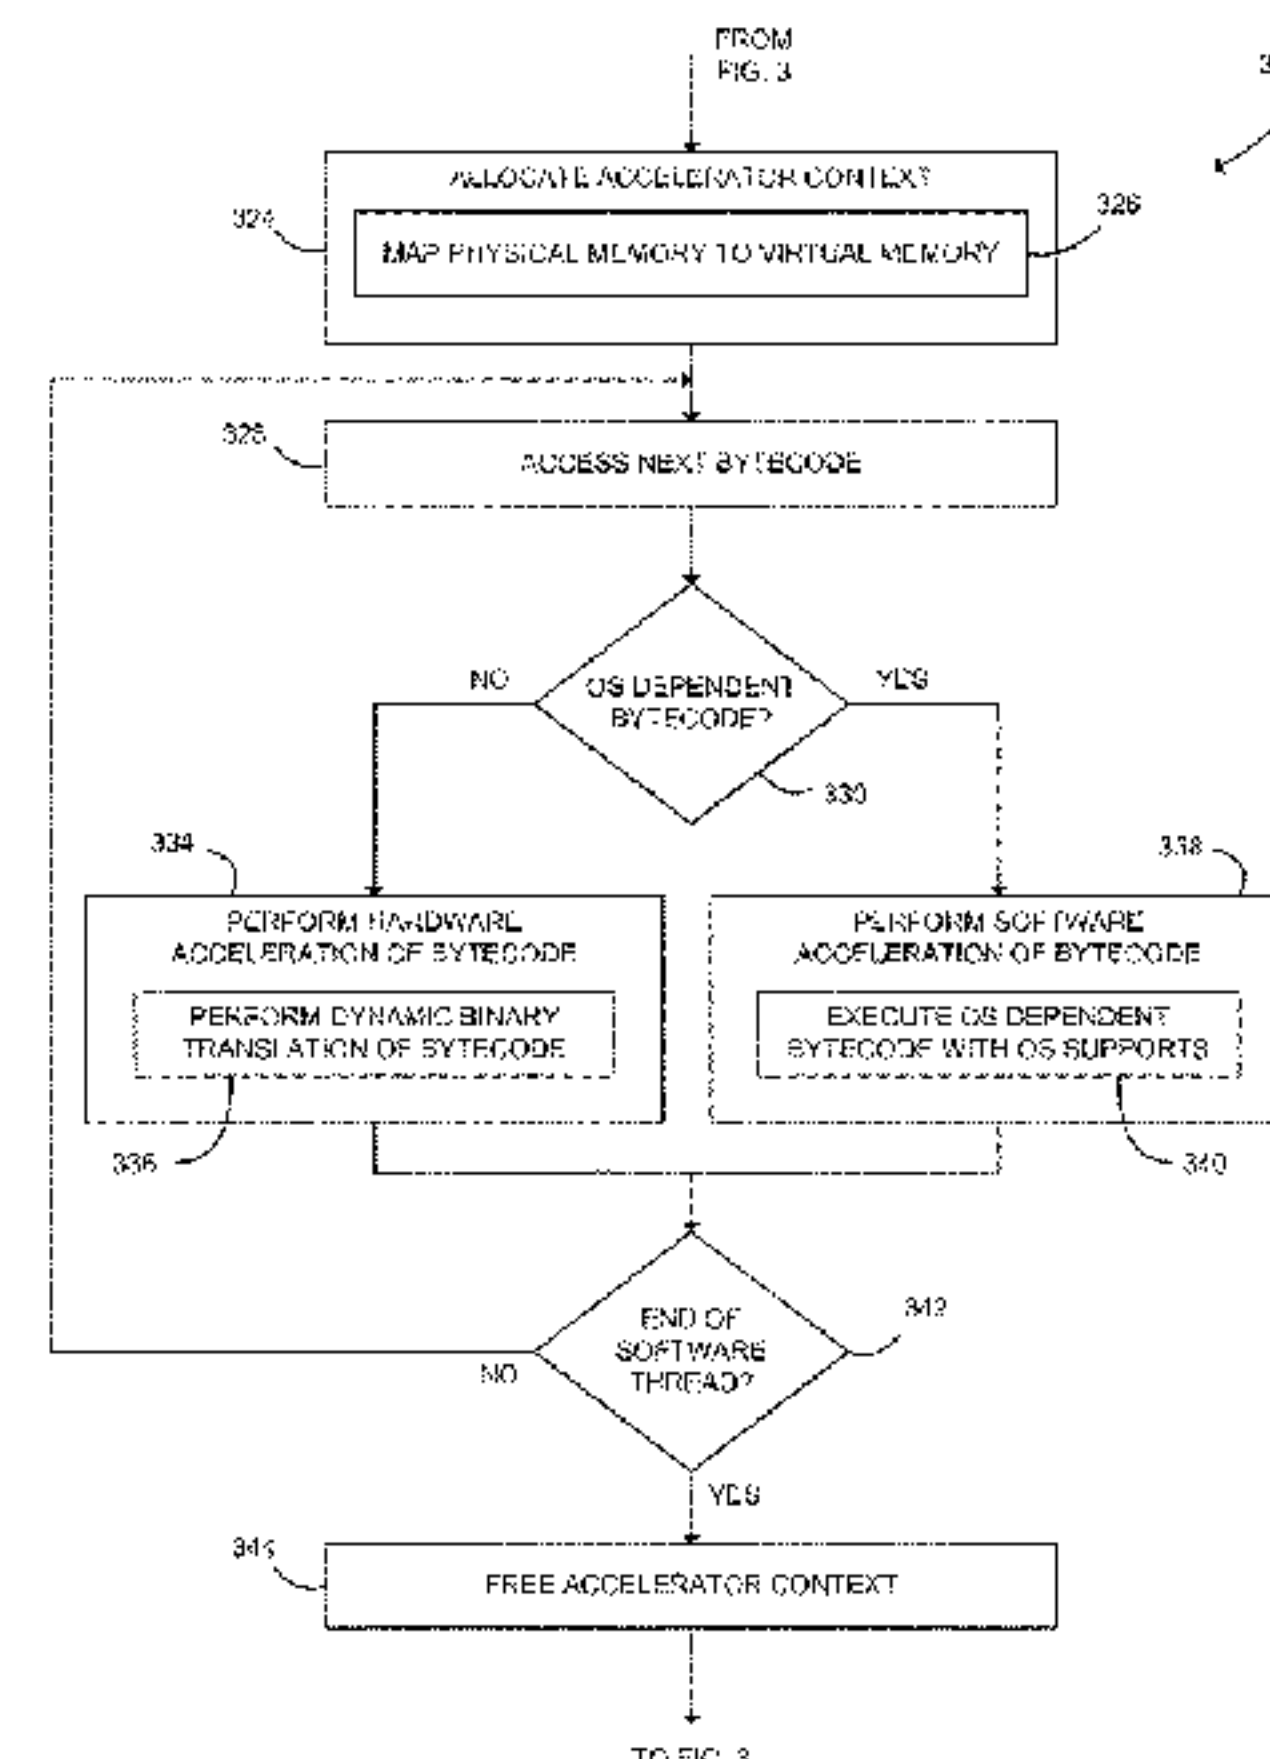 FROM
FIG. 3
3
ALLOCATE ACCELERATOR CONTEXT
324
326
MAP PHYSICAL MEMORY TO VIRTUAL MEMORY
328
ACCESS NEXT BYTECODE
NO
YES
OS DEPENDENT
BYTECODE?
330
334
338
PERFORM HARDWARE
ACCELERATION OF BYTECODE
PERFORM DYNAMIC BINARY
TRANSLATION OF BYTECODE
336
PERFORM SOFTWARE
ACCELERATION OF BYTECODE
EXECUTE OS DEPENDENT
BYTECODE WITH OS SUPPORTS
340
END OF
SOFTWARE
THREAD?
342
NO
YES
344
FREE ACCELERATOR CONTEXT
TO FIG. 3